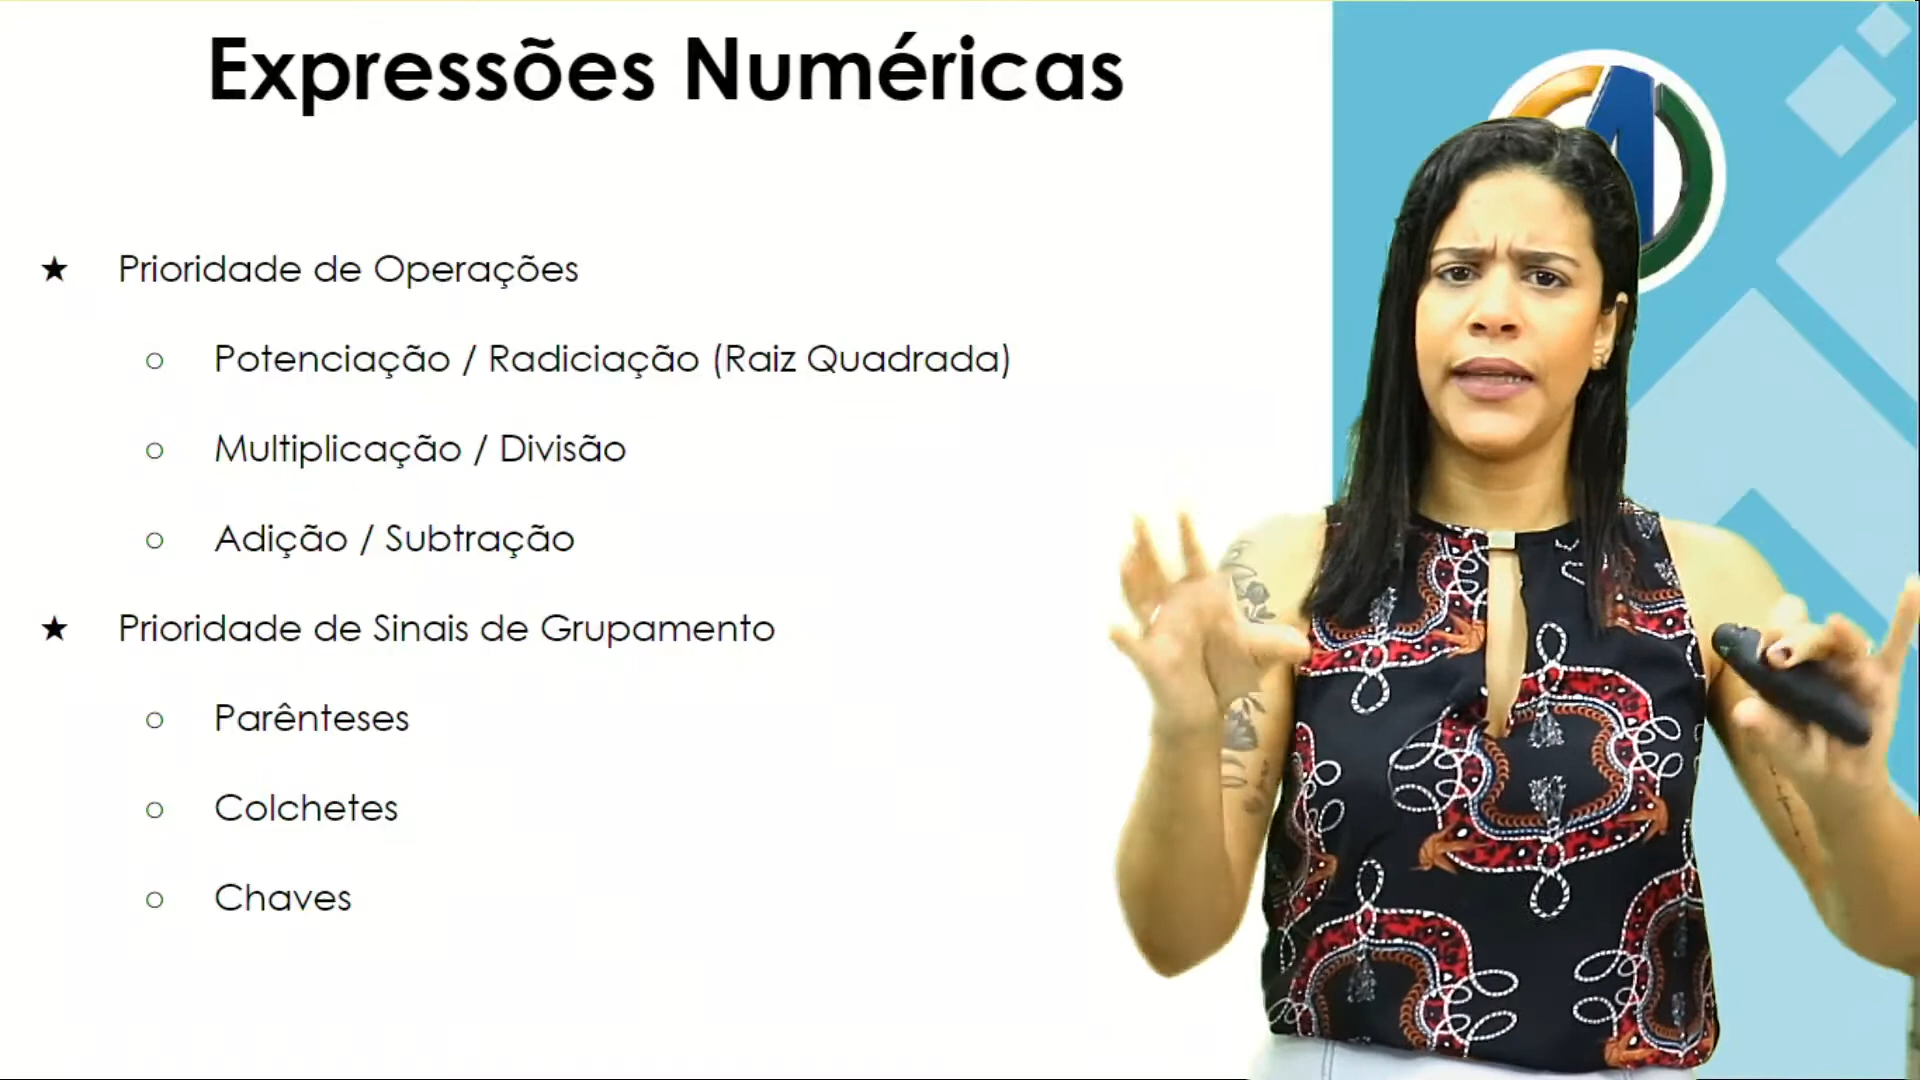 Expressões Numéricas
★ Prioridade de Operações
○ Potenciação / Radiciação (Raiz Quadrada)
○ Multiplicação / Divisão
○ Adição / Subtração
★ Prioridade de Sinais de Grupamento
○ Parênteses
○ Colchetes
○ Chaves